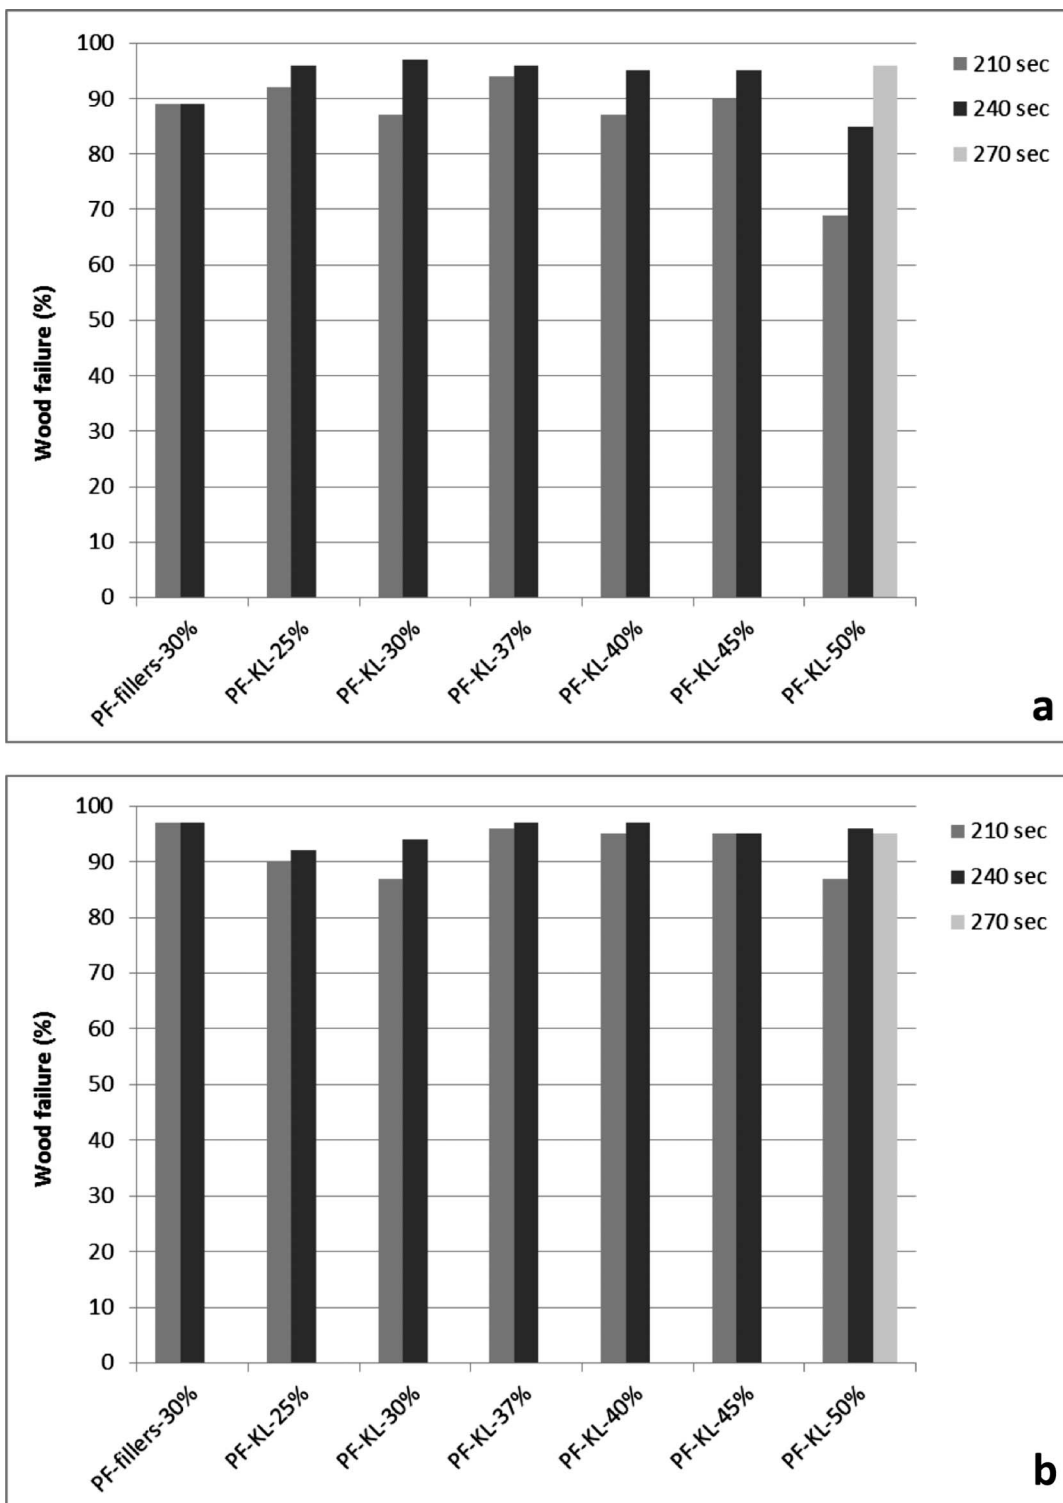 100
90
80
70
60
50
40
30
20
10
0
Wood failure (%)
PF-fillers-30%
PF-KL-25%
PF-KL-30%
PF-KL-37%
PF-KL-40%
PF-KL-45%
PF-KL-50%
210 sec
240 sec
270 sec
a
100
90
80
70
60
50
40
30
20
10
0
Wood failure (%)
PF-fillers-30%
PF-KL-25%
PF-KL-30%
PF-KL-37%
PF-KL-40%
PF-KL-45%
PF-KL-50%
210 sec
240 sec
270 sec
b